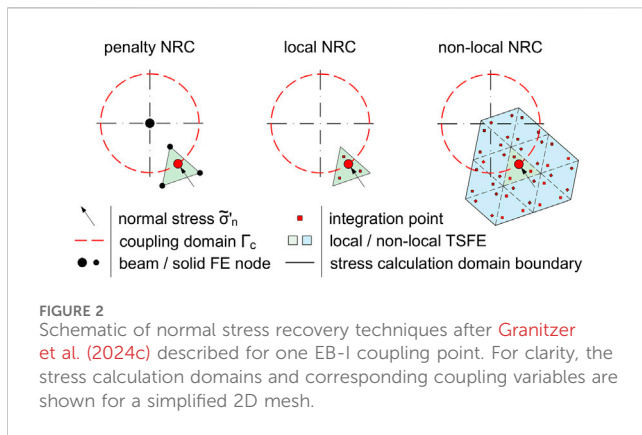 penalty NRC local NRC non-local NRC
normal stress σ̃'ₙ integration point
coupling domain Γc local / non-local TSFE
beam / solid FE node stress calculation domain boundary
FIGURE 2
Schematic of normal stress recovery techniques after Granitzer
et al. (2024c) described for one EB-I coupling point. For clarity, the
stress calculation domains and corresponding coupling variables are
shown for a simplified 2D mesh.